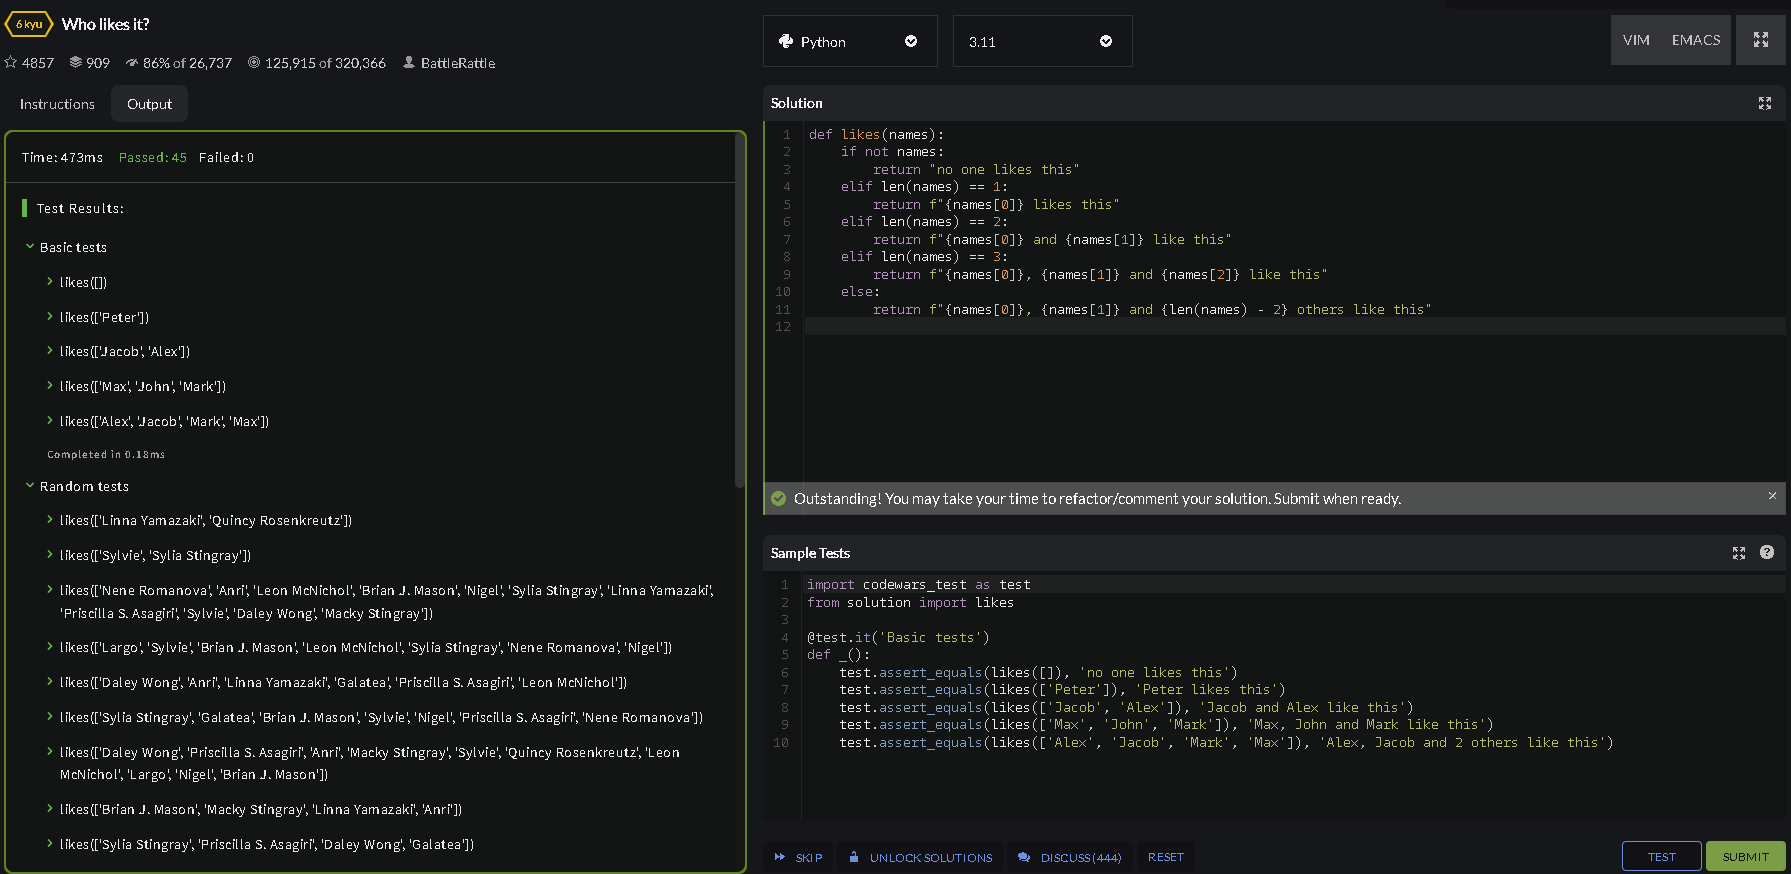 6 kyu Who likes it?
4857 909 86% of 26,737 125,915 of 320,366 BattleRattle
Instructions Output
Time: 473ms Passed: 45 Failed: 0
Test Results:
Basic tests
likes([])
likes(['Peter'])
likes(['Jacob', 'Alex'])
likes(['Max', 'John', 'Mark'])
likes(['Alex', 'Jacob', 'Mark', 'Max'])
Completed in 0.18ms
Random tests
likes(['Linna Yamazaki', 'Quincy Rosenkreutz'])
likes(['Sylvie', 'Sylia Stingray'])
likes(['Nene Romanova', 'Anri', 'Leon McNichol', 'Brian J. Mason', 'Nigel', 'Sylia Stingray', 'Linna Yamazaki',
'Priscilla S. Asagiri', 'Sylvie', 'Daley Wong', 'Macky Stingray'])
likes(['Largo', 'Sylvie', 'Brian J. Mason', 'Leon McNichol', 'Sylia Stingray', 'Nene Romanova', 'Nigel'])
likes(['Daley Wong', 'Anri', 'Linna Yamazaki', 'Galatea', 'Priscilla S. Asagiri', 'Leon McNichol'])
likes(['Sylia Stingray', 'Galatea', 'Brian J. Mason', 'Sylvie', 'Nigel', 'Priscilla S. Asagiri', 'Nene Romanova'])
likes(['Daley Wong', 'Priscilla S. Asagiri', 'Anri', 'Macky Stingray', 'Sylvie', 'Quincy Rosenkreutz', 'Leon
McNichol', 'Largo', 'Nigel', 'Brian J. Mason'])
likes(['Brian J. Mason', 'Macky Stingray', 'Linna Yamazaki', 'Anri'])
likes(['Sylia Stingray', 'Priscilla S. Asagiri', 'Daley Wong', 'Galatea'])
Python 3.11 VIM EMACS
Solution
1 def likes(names):
2     if not names:
3         return "no one likes this"
4     elif len(names) == 1:
5         return f"{names[0]} likes this"
6     elif len(names) == 2:
7         return f"{names[0]} and {names[1]} like this"
8     elif len(names) == 3:
9         return f"{names[0]}, {names[1]} and {names[2]} like this"
10     else:
11         return f"{names[0]}, {names[1]} and {len(names) - 2} others like this"
12
Outstanding! You may take your time to refactor/comment your solution. Submit when ready.
Sample Tests
1 import codewars_test as test
2 from solution import likes
3
4 @test.it('Basic tests')
5 def _():
6     test.assert_equals(likes([]), 'no one likes this')
7     test.assert_equals(likes(['Peter']), 'Peter likes this')
8     test.assert_equals(likes(['Jacob', 'Alex']), 'Jacob and Alex like this')
9     test.assert_equals(likes(['Max', 'John', 'Mark']), 'Max, John and Mark like this')
10     test.assert_equals(likes(['Alex', 'Jacob', 'Mark', 'Max']), 'Alex, Jacob and 2 others like this')
SKIP UNLOCK SOLUTIONS DISCUSS (444) RESET TEST SUBMIT